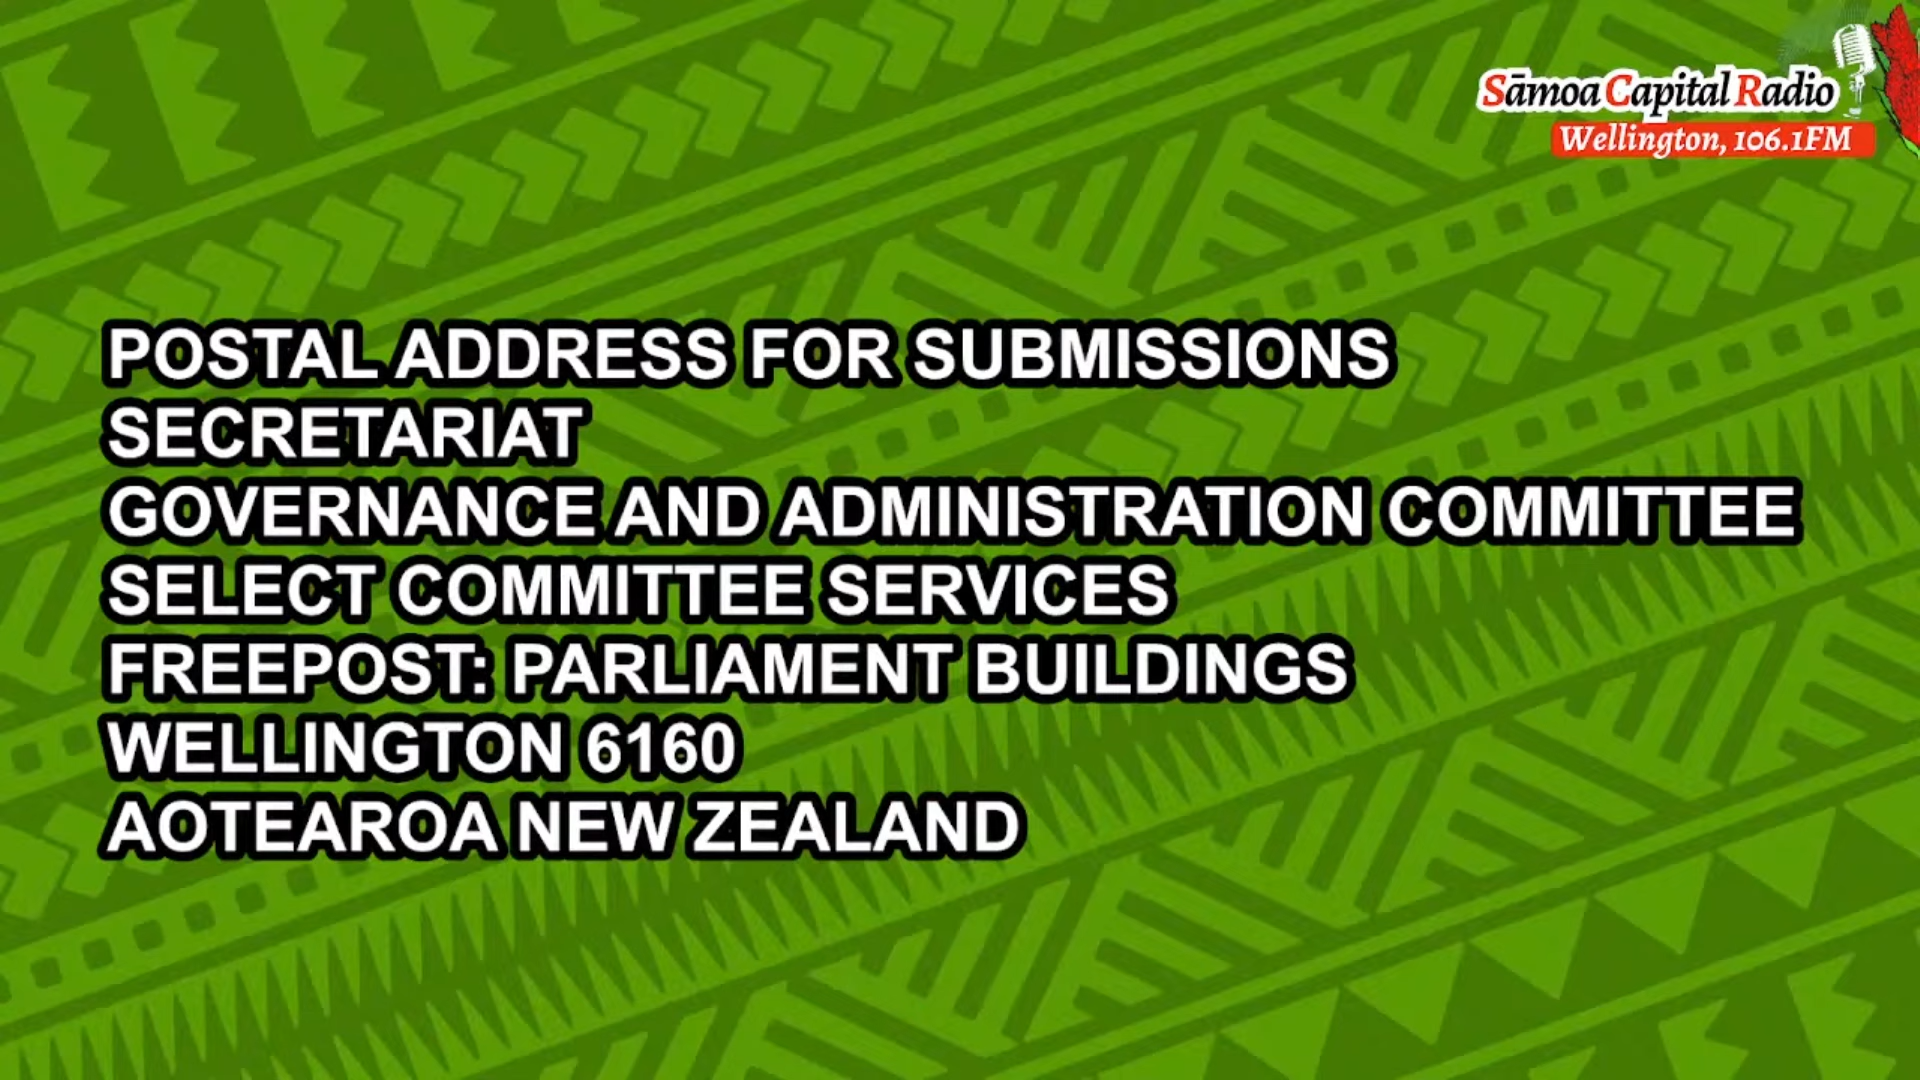 Sāmoa Capital Radio
Wellington, 106.1FM
POSTAL ADDRESS FOR SUBMISSIONS
SECRETARIAT
GOVERNANCE AND ADMINISTRATION COMMITTEE
SELECT COMMITTEE SERVICES
FREEPOST: PARLIAMENT BUILDINGS
WELLINGTON 6160
AOTEAROA NEW ZEALAND